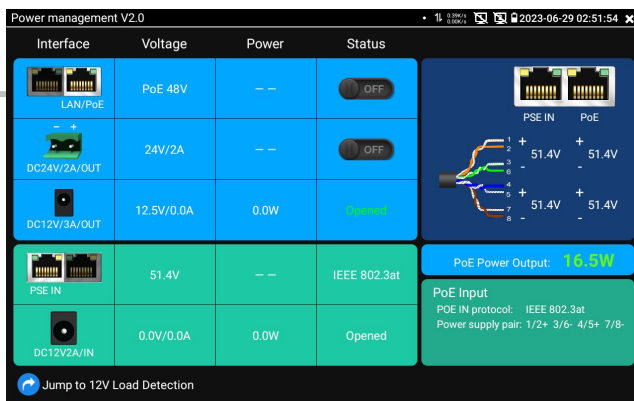 Power management V2.0
0.39K/s
0.00K/s
2023-06-29 02:51:54
Interface Voltage Power Status
LAN/PoE
PoE 48V
– –
OFF
- +
DC24V/2A/OUT
24V/2A
– –
OFF
DC12V/3A/OUT
12.5V/0.0A
0.0W
Opened
PSE IN
51.4V
– –
IEEE 802.3at
DC12V2A/IN
0.0V/0.0A
0.0W
Opened
Jump to 12V Load Detection
PSE IN PoE
1 + +
2 51.4V 51.4V
3
6 - -
4 + +
5 51.4V 51.4V
7
8 - -
PoE Power Output: 16.5W
PoE Input
POE IN protocol: IEEE 802.3at
Power supply pair: 1/2+ 3/6- 4/5+ 7/8-